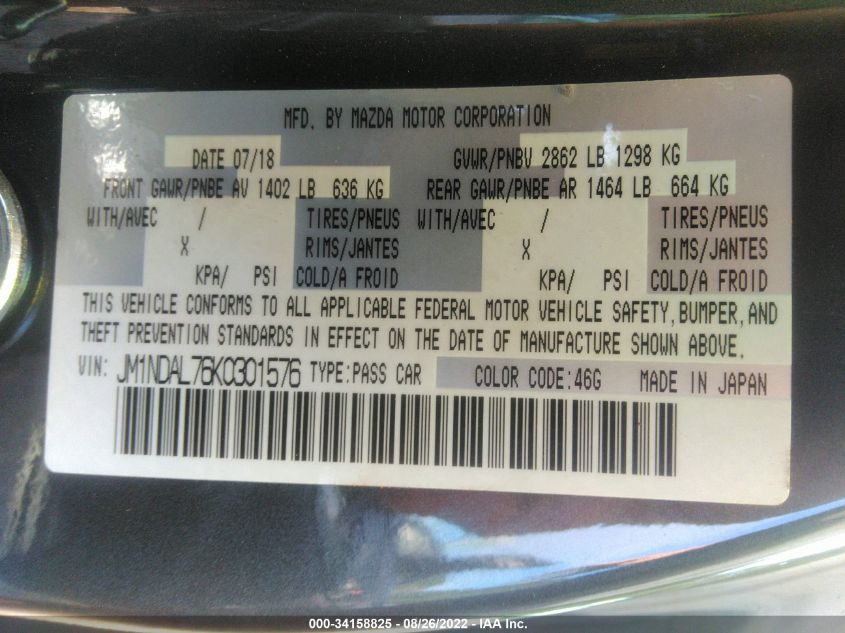 MFD. BY MAZDA MOTOR CORPORATION
DATE 07/18 GVWR/PNBV 2862 LB 1298 KG
FRONT GAWR/PNBE AV 1402 LB 636 KG REAR GAWR/PNBE AR 1464 LB 664 KG
WITH/AVEC / TIRES/PNEUS WITH/AVEC / TIRES/PNEUS
X RIMS/JANTES X RIMS/JANTES
KPA/ PSI COLD/A FROID KPA/ PSI COLD/A FROID
THIS VEHICLE CONFORMS TO ALL APPLICABLE FEDERAL MOTOR VEHICLE SAFETY, BUMPER, AND
THEFT PREVENTION STANDARDS IN EFFECT ON THE DATE OF MANUFACTURE SHOWN ABOVE.
VIN: JM1NDAL76K0301576 TYPE:PASS CAR COLOR CODE:46G MADE IN JAPAN
000-34158825 - 08/26/2022 - IAA Inc.